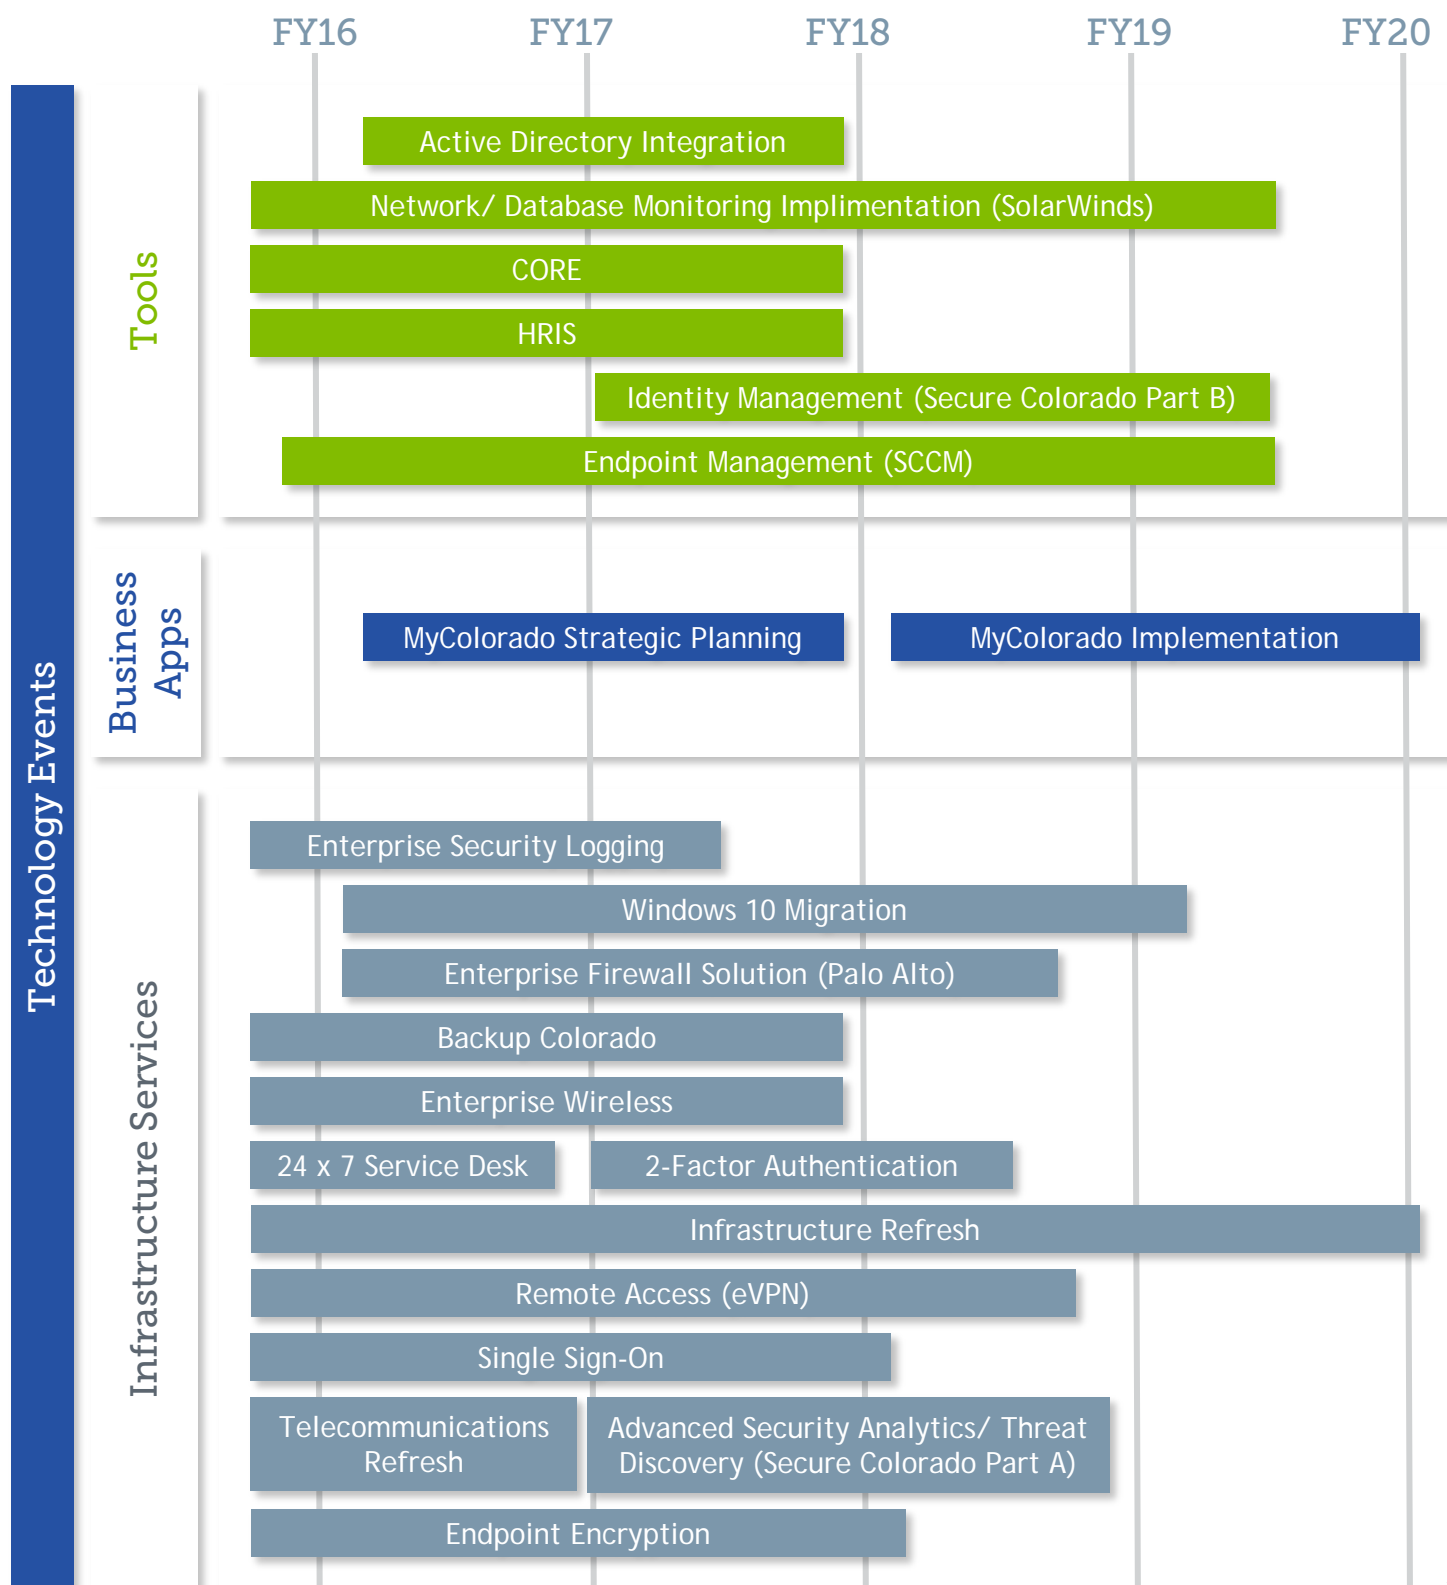 FY16 FY17 FY18 FY19 FY20
Technology Events
Tools
Active Directory Integration
Network/ Database Monitoring Implimentation (SolarWinds)
CORE
HRIS
Identity Management (Secure Colorado Part B)
Endpoint Management (SCCM)
Business
Apps
MyColorado Strategic Planning
MyColorado Implementation
Infrastructure Services
Enterprise Security Logging
Windows 10 Migration
Enterprise Firewall Solution (Palo Alto)
Backup Colorado
Enterprise Wireless
24 x 7 Service Desk
2-Factor Authentication
Infrastructure Refresh
Remote Access (eVPN)
Single Sign-On
Telecommunications
Refresh
Advanced Security Analytics/ Threat
Discovery (Secure Colorado Part A)
Endpoint Encryption